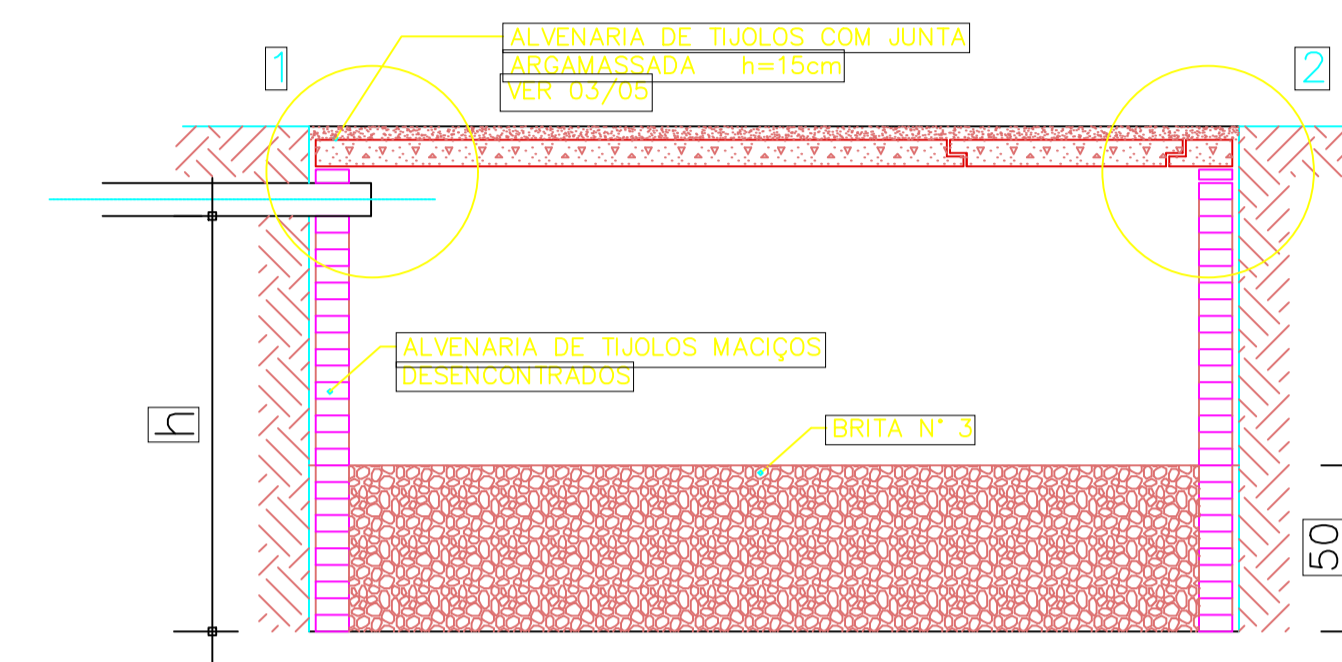 ALVENARIA DE TIJOLOS COM JUNTA
ARGAMASSADA h=15cm
VER 03/05
1
2
ALVENARIA DE TIJOLOS MACIÇOS
DESENCONTRADOS
h
BRITA N° 3
50